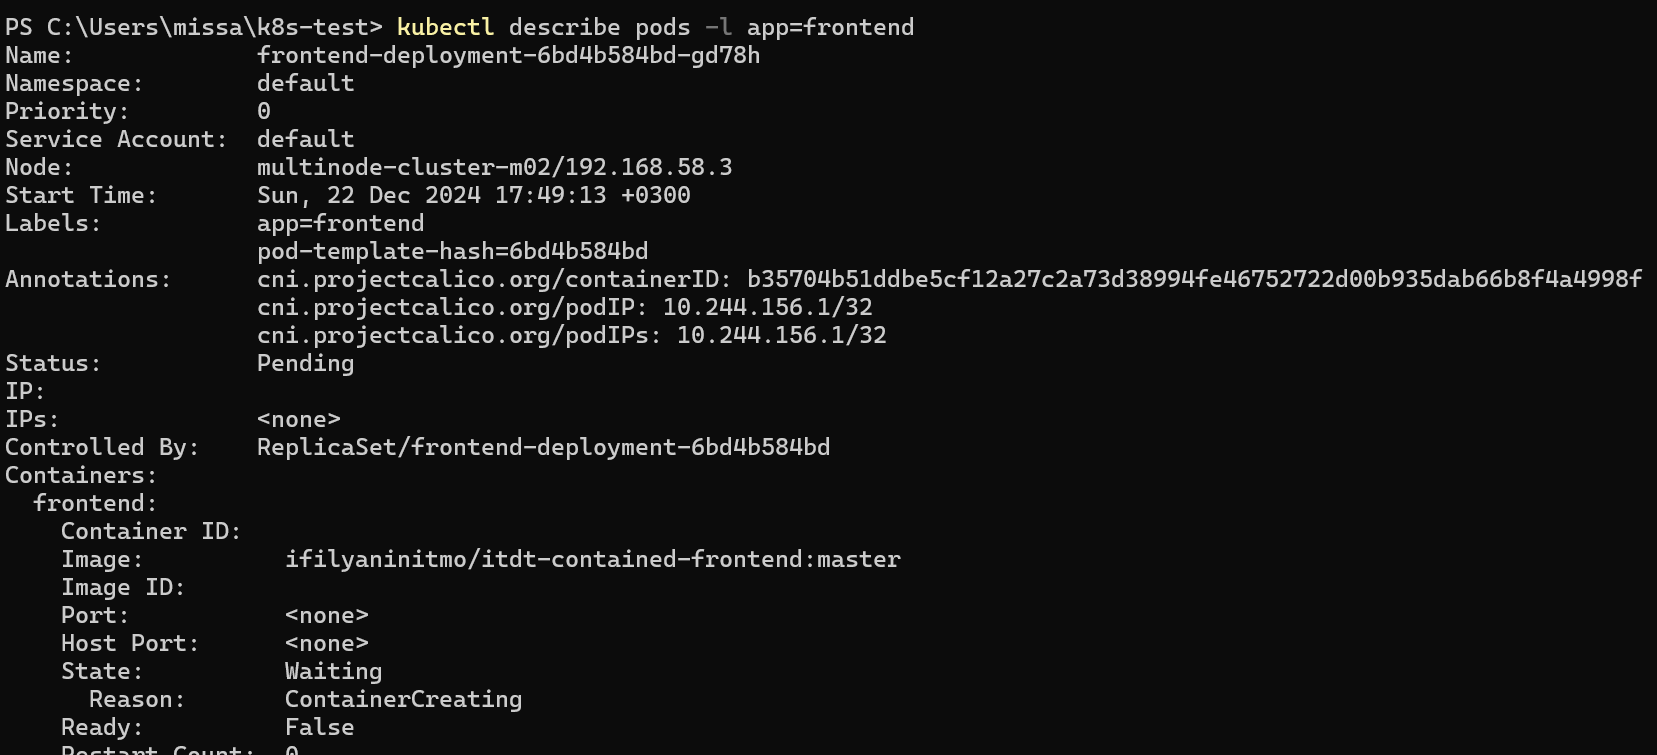 PS C:\Users\missa\k8s-test> kubectl describe pods -l app=frontend
Name:             frontend-deployment-6bd4b584bd-gd78h
Namespace:        default
Priority:         0
Service Account:  default
Node:             multinode-cluster-m02/192.168.58.3
Start Time:       Sun, 22 Dec 2024 17:49:13 +0300
Labels:           app=frontend
                  pod-template-hash=6bd4b584bd
Annotations:      cni.projectcalico.org/containerID: b35704b51ddbe5cf12a27c2a73d38994fe46752722d00b935dab66b8f4a4998f
                  cni.projectcalico.org/podIP: 10.244.156.1/32
                  cni.projectcalico.org/podIPs: 10.244.156.1/32
Status:           Pending
IP:
IPs:              <none>
Controlled By:    ReplicaSet/frontend-deployment-6bd4b584bd
Containers:
  frontend:
    Container ID:
    Image:          ifilyaninitmo/itdt-contained-frontend:master
    Image ID:
    Port:           <none>
    Host Port:      <none>
    State:          Waiting
      Reason:       ContainerCreating
    Ready:          False
    Restart Count:  0